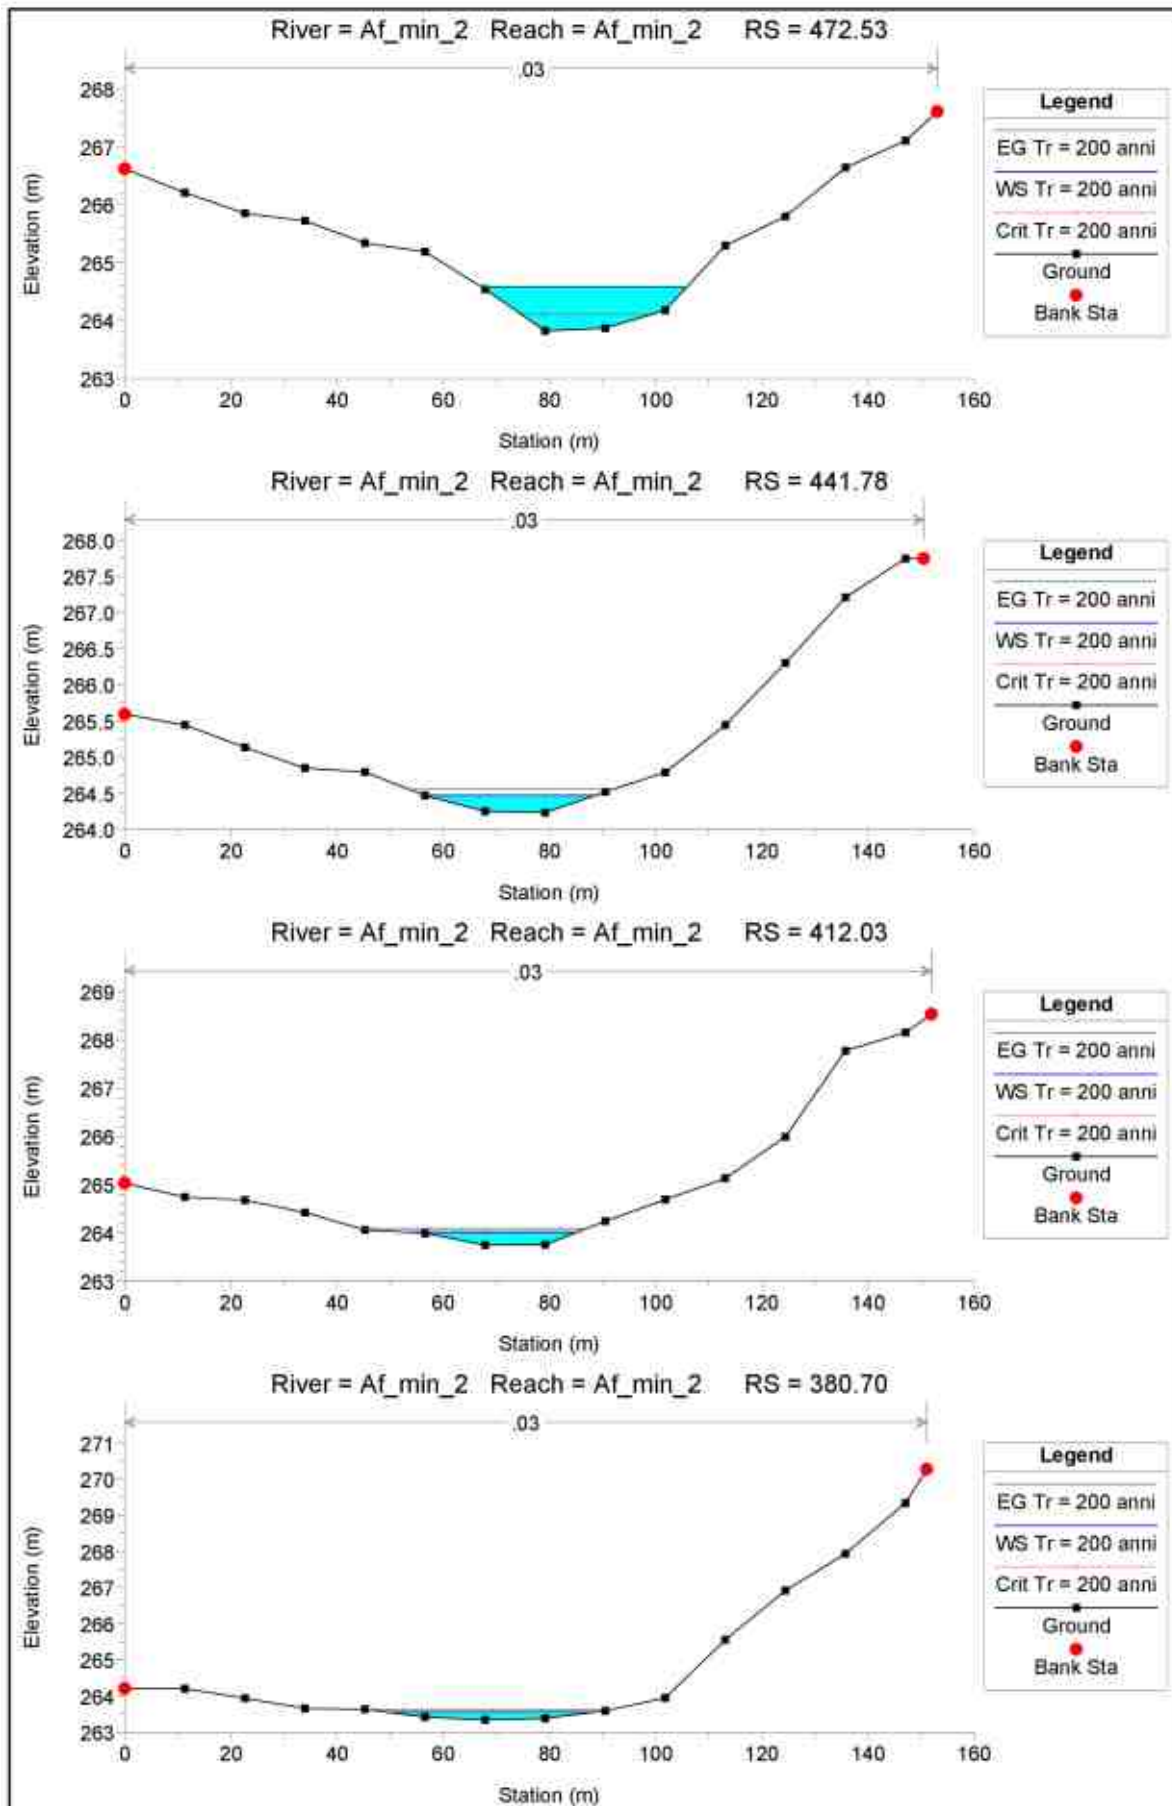 River = Af_min_2 Reach = Af_min_2 RS = 472.53
.03
268
267
266
265
264
263
Elevation (m)
0 20 40 60 80 100 120 140 160
Station (m)
Legend
EG Tr = 200 anni
WS Tr = 200 anni
Crit Tr = 200 anni
Ground
Bank Sta
River = Af_min_2 Reach = Af_min_2 RS = 441.78
.03
268.0
267.5
267.0
266.5
266.0
265.5
265.0
264.5
264.0
Elevation (m)
0 20 40 60 80 100 120 140 160
Station (m)
Legend
EG Tr = 200 anni
WS Tr = 200 anni
Crit Tr = 200 anni
Ground
Bank Sta
River = Af_min_2 Reach = Af_min_2 RS = 412.03
.03
269
268
267
266
265
264
263
Elevation (m)
0 20 40 60 80 100 120 140 160
Station (m)
Legend
EG Tr = 200 anni
WS Tr = 200 anni
Crit Tr = 200 anni
Ground
Bank Sta
River = Af_min_2 Reach = Af_min_2 RS = 380.70
.03
271
270
269
268
267
266
265
264
263
Elevation (m)
0 20 40 60 80 100 120 140 160
Station (m)
Legend
EG Tr = 200 anni
WS Tr = 200 anni
Crit Tr = 200 anni
Ground
Bank Sta